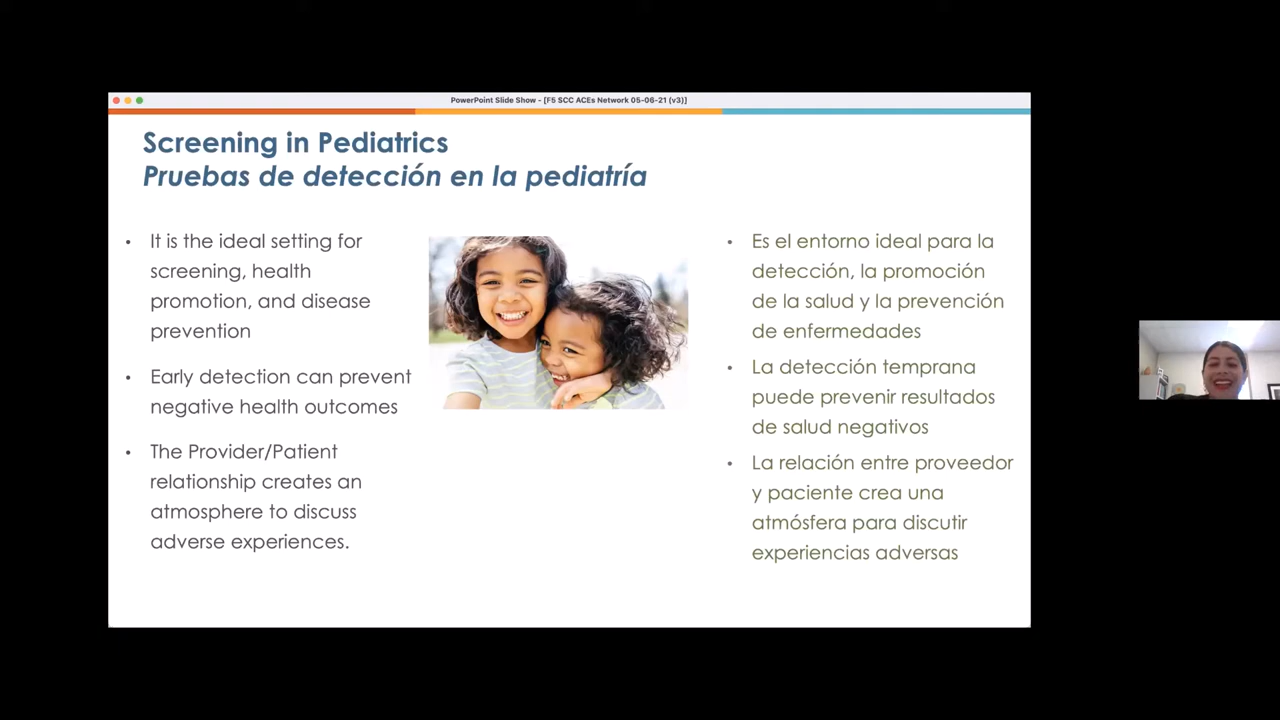 PowerPoint Slide Show - [F5 SCC ACEs Network 05-06-21 (v3)]
Screening in Pediatrics
Pruebas de detección en la pediatría
• It is the ideal setting for
screening, health
promotion, and disease
prevention
• Early detection can prevent
negative health outcomes
• The Provider/Patient
relationship creates an
atmosphere to discuss
adverse experiences.
• Es el entorno ideal para la
detección, la promoción
de la salud y la prevención
de enfermedades
• La detección temprana
puede prevenir resultados
de salud negativos
• La relación entre proveedor
y paciente crea una
atmósfera para discutir
experiencias adversas